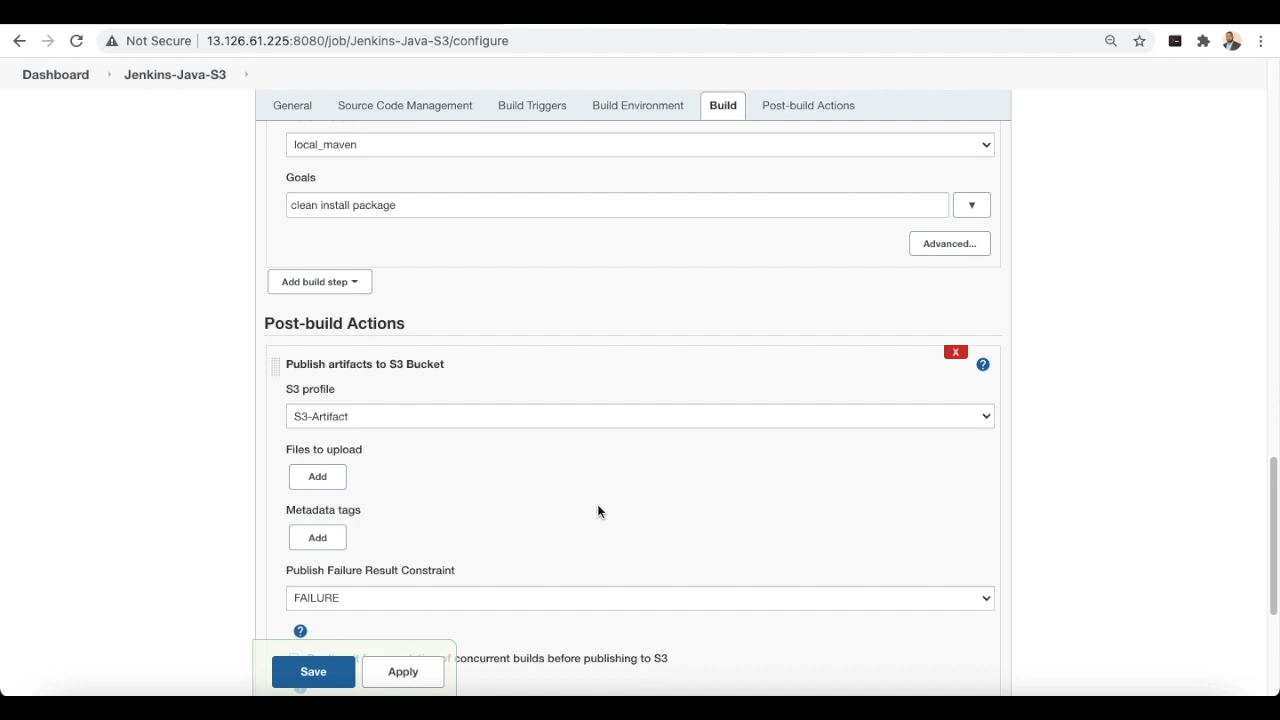 Not Secure 13.126.61.225:8080/job/Jenkins-Java-S3/configure
Dashboard Jenkins-Java-S3
General Source Code Management Build Triggers Build Environment Build Post-build Actions
local_maven
Goals
clean install package
Advanced...
Add build step
Post-build Actions
X
Publish artifacts to S3 Bucket ?
S3 profile
S3-Artifact
Files to upload
Add
Metadata tags
Add
Publish Failure Result Constraint
FAILURE
?
concurrent builds before publishing to S3
Save Apply